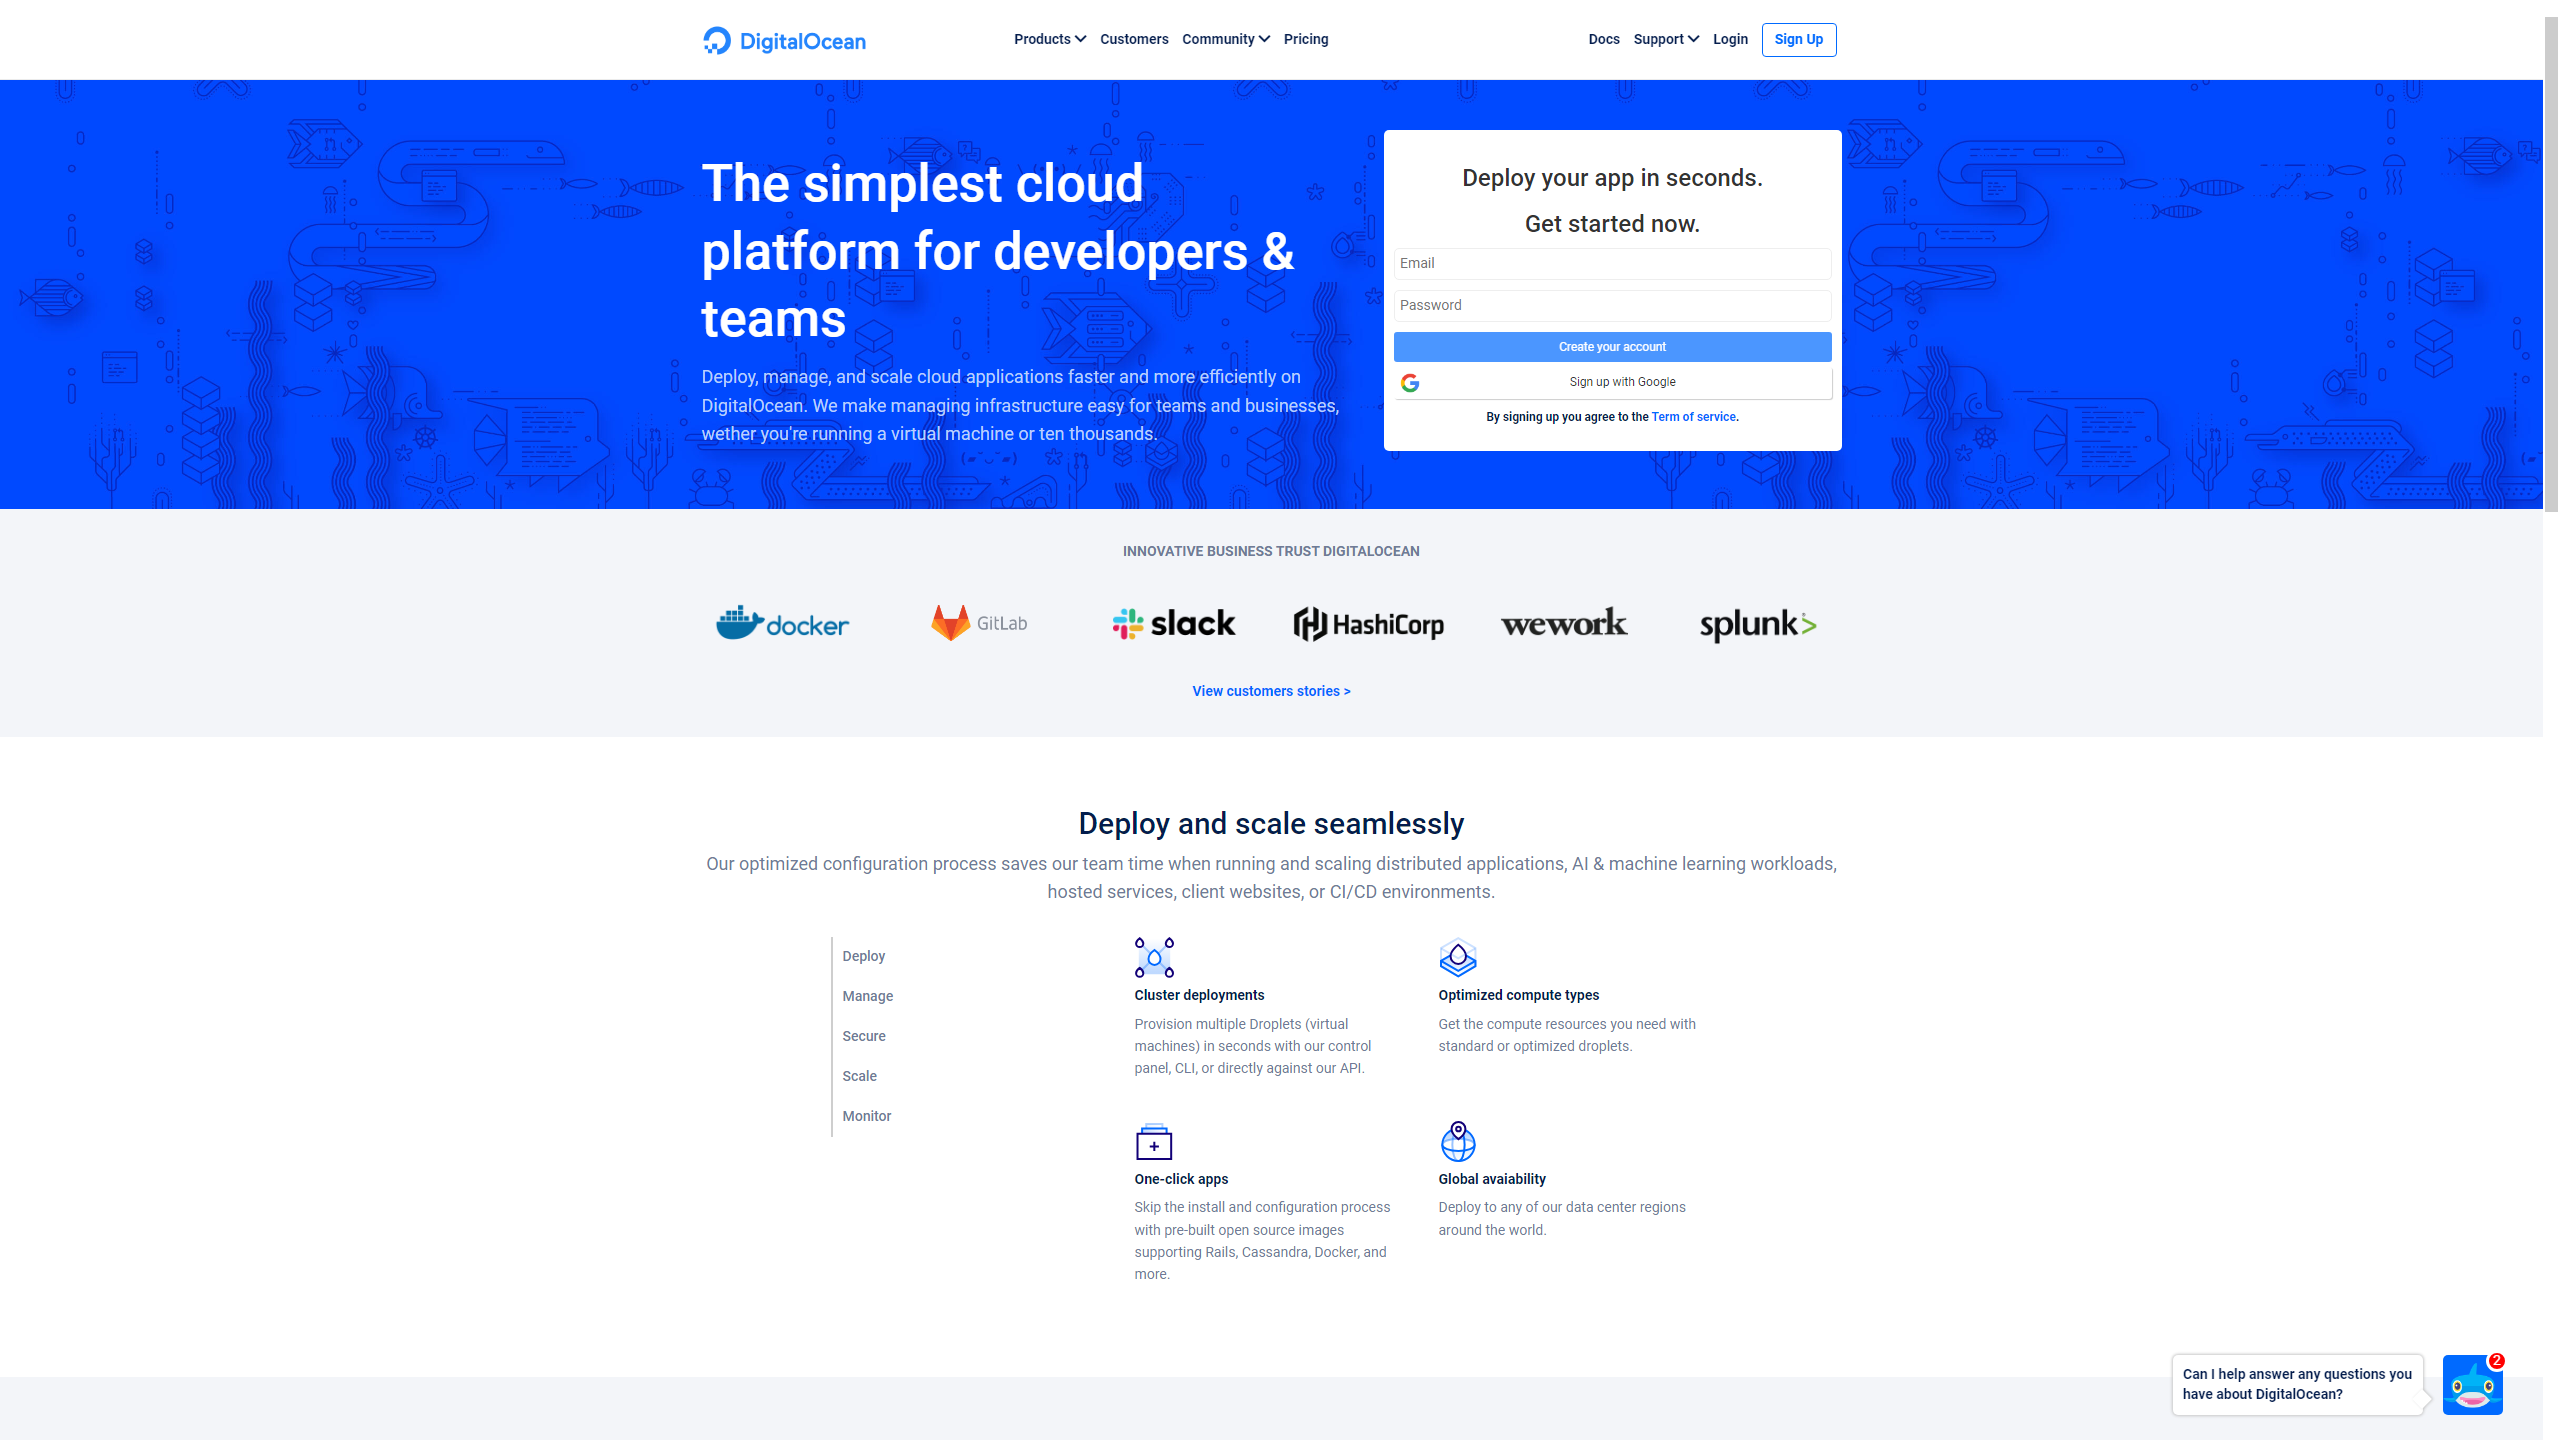 DigitalOcean
Products Customers Community Pricing
Docs Support Login Sign Up
The simplest cloud
platform for developers &
teams
Deploy, manage, and scale cloud applications faster and more efficiently on
DigitalOcean. We make managing infrastructure easy for teams and businesses,
wether you're running a virtual machine or ten thousands.
Deploy your app in seconds.
Get started now.
Email
Password
Create your account
Sign up with Google
By signing up you agree to the Term of service.
INNOVATIVE BUSINESS TRUST DIGITALOCEAN
docker GitLab slack HashiCorp wework splunk>
View customers stories >
Deploy and scale seamlessly
Our optimized configuration process saves our team time when running and scaling distributed applications, AI & machine learning workloads,
hosted services, client websites, or CI/CD environments.
Deploy
Manage
Secure
Scale
Monitor
Cluster deployments
Provision multiple Droplets (virtual
machines) in seconds with our control
panel, CLI, or directly against our API.
Optimized compute types
Get the compute resources you need with
standard or optimized droplets.
One-click apps
Skip the install and configuration process
with pre-built open source images
supporting Rails, Cassandra, Docker, and
more.
Global avaiability
Deploy to any of our data center regions
around the world.
Can I help answer any questions you
have about DigitalOcean?
2